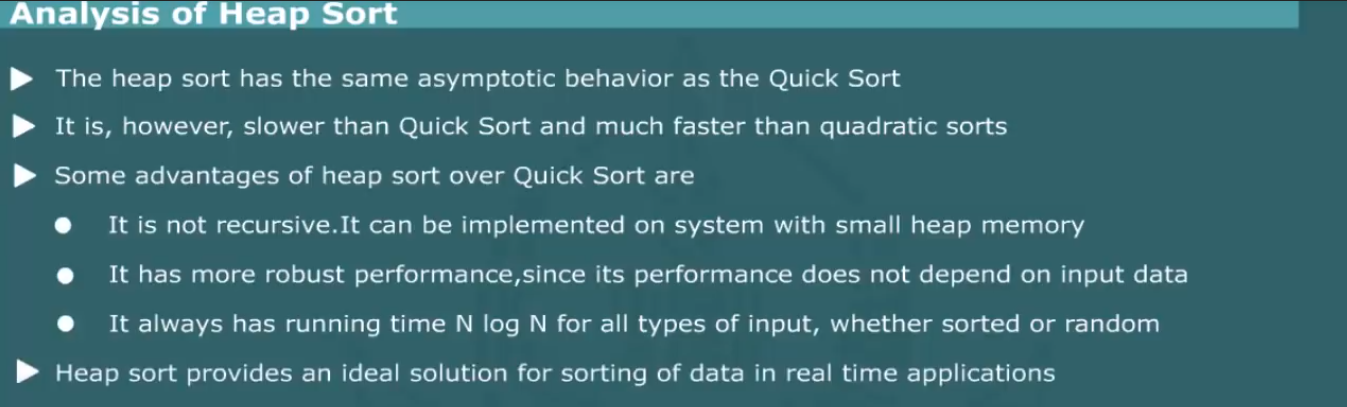 Analysis of Heap Sort
The heap sort has the same asymptotic behavior as the Quick Sort
It is, however, slower than Quick Sort and much faster than quadratic sorts
Some advantages of heap sort over Quick Sort are
It is not recursive.It can be implemented on system with small heap memory
It has more robust performance,since its performance does not depend on input data
It always has running time N log N for all types of input, whether sorted or random
Heap sort provides an ideal solution for sorting of data in real time applications